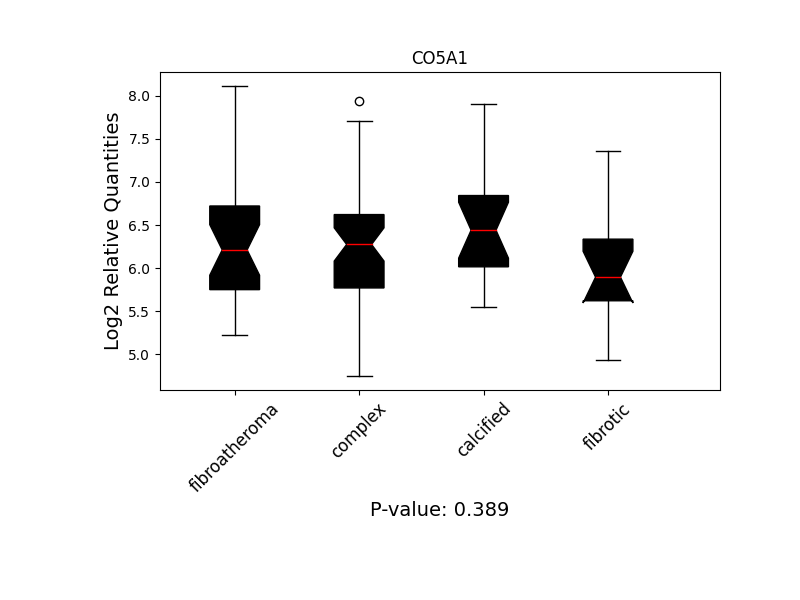 CO5A1
Log2 Relative Quantities
8.0
7.5
7.0
6.5
6.0
5.5
5.0
fibroatheroma
complex
calcified
fibrotic
P-value: 0.389